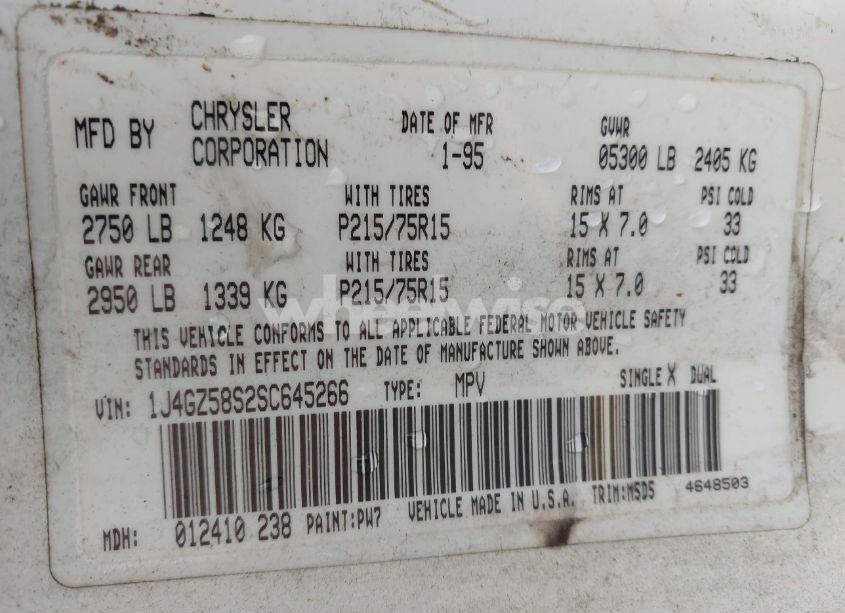 MFD BY CHRYSLER CORPORATION DATE OF MFR 1-95 GVWR 05300 LB 2405 KG
GAWR FRONT WITH TIRES RIMS AT PSI COLD
2750 LB 1248 KG P215/75R15 15 X 7.0 33
GAWR REAR WITH TIRES RIMS AT PSI COLD
2950 LB 1339 KG P215/75R15 15 X 7.0 33
wheelwise
THIS VEHICLE CONFORMS TO ALL APPLICABLE FEDERAL MOTOR VEHICLE SAFETY
STANDARDS IN EFFECT ON THE DATE OF MANUFACTURE SHOWN ABOVE.
VIN: 1J4GZ58S2SC645266 TYPE: MPV SINGLE X DUAL
MDH: 012410 238 PAINT:PW7 VEHICLE MADE IN U.S.A. TRIM:M5D5 4648503